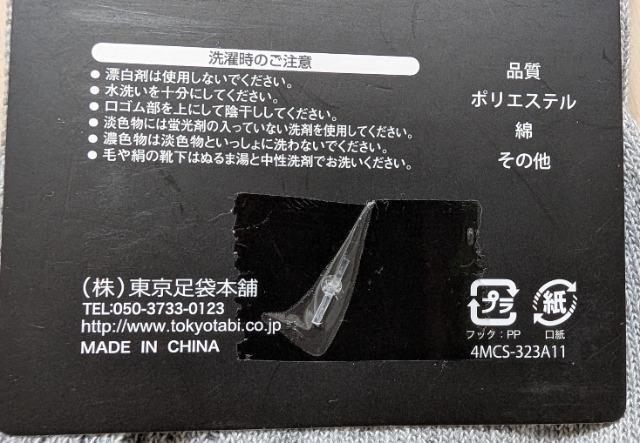 洗濯時のご注意
● 漂白剤は使用しないでください。
● 水洗いを十分にしてください。
● 口ゴム部を上にして陰干ししてください。
● 淡色物には蛍光剤の入っていない洗剤を使用してください。
● 濃色物は淡色物といっしょに洗わないでください。
● 毛や絹の靴下はぬるま湯と中性洗剤でお洗いください。
品質
ポリエステル
綿
その他
(株)東京足袋本舗
TEL:050-3733-0123
http://www.tokyotabi.co.jp
MADE IN CHINA
プラ
フック:PP
紙
口紙
4MCS-323A11